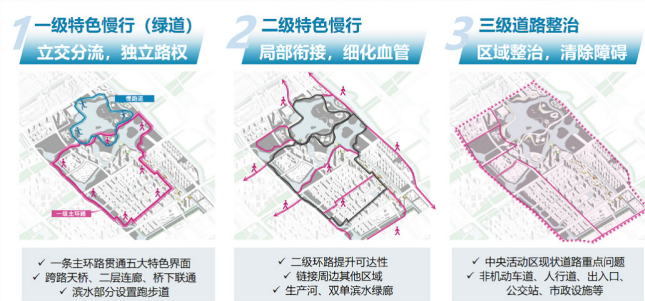 1 一级特色慢行（绿道）
立交分流，独立路权
慢跑道
一级主环路
✓ 一条主环路贯通五大特色界面
✓ 跨路天桥、二层连廊、桥下联通
✓ 滨水部分设置跑步道
2 二级特色慢行
局部衔接，细化血管
✓ 二级环路提升可达性
✓ 链接周边其他区域
✓ 生产河、双单滨水绿廊
3 三级道路整治
区域整治，清除障碍
✓ 中央活动区现状道路重点问题
✓ 非机动车道、人行道、出入口、
公交站、市政设施等